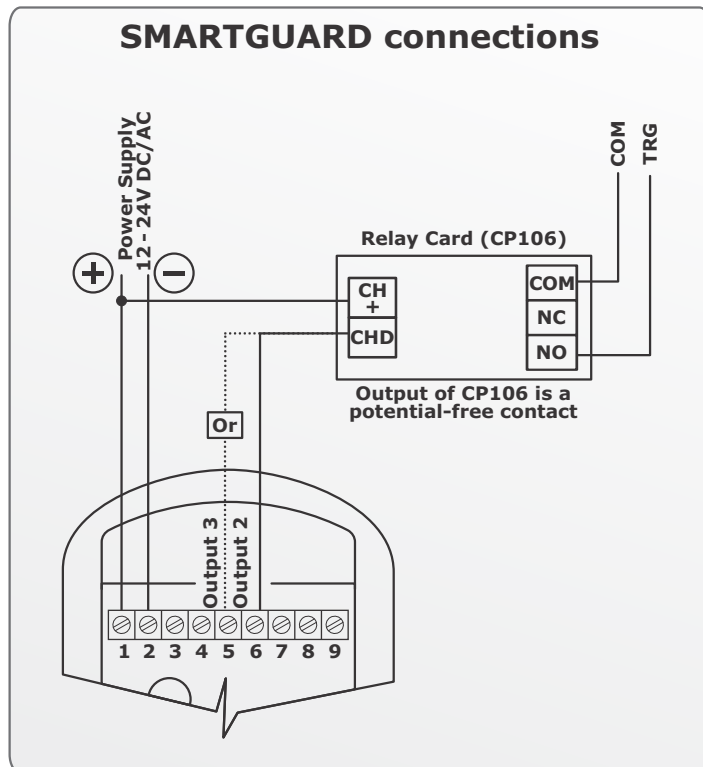 SMARTGUARD connections
Power Supply
12 - 24V DC/AC
+
−
COM
TRG
Relay Card (CP106)
CH
+
CHD
COM
NC
NO
Output of CP106 is a
potential-free contact
Or
Output 3
Output 2
1 2 3 4 5 6 7 8 9